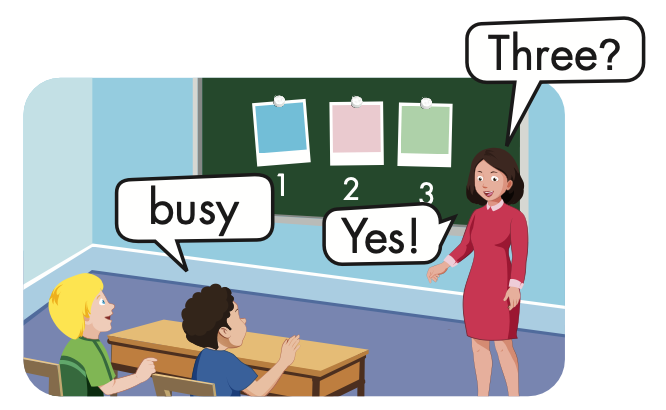 Three?
1 2 3
busy
Yes!